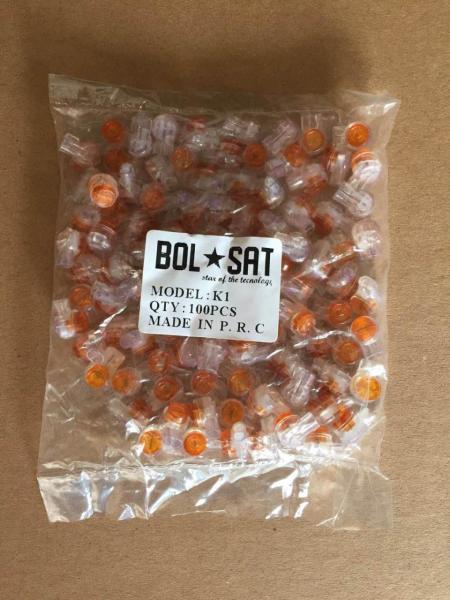 BOL★SAT
star of the tecnology
MODEL:K1
QTY:100PCS
MADE IN P. R. C